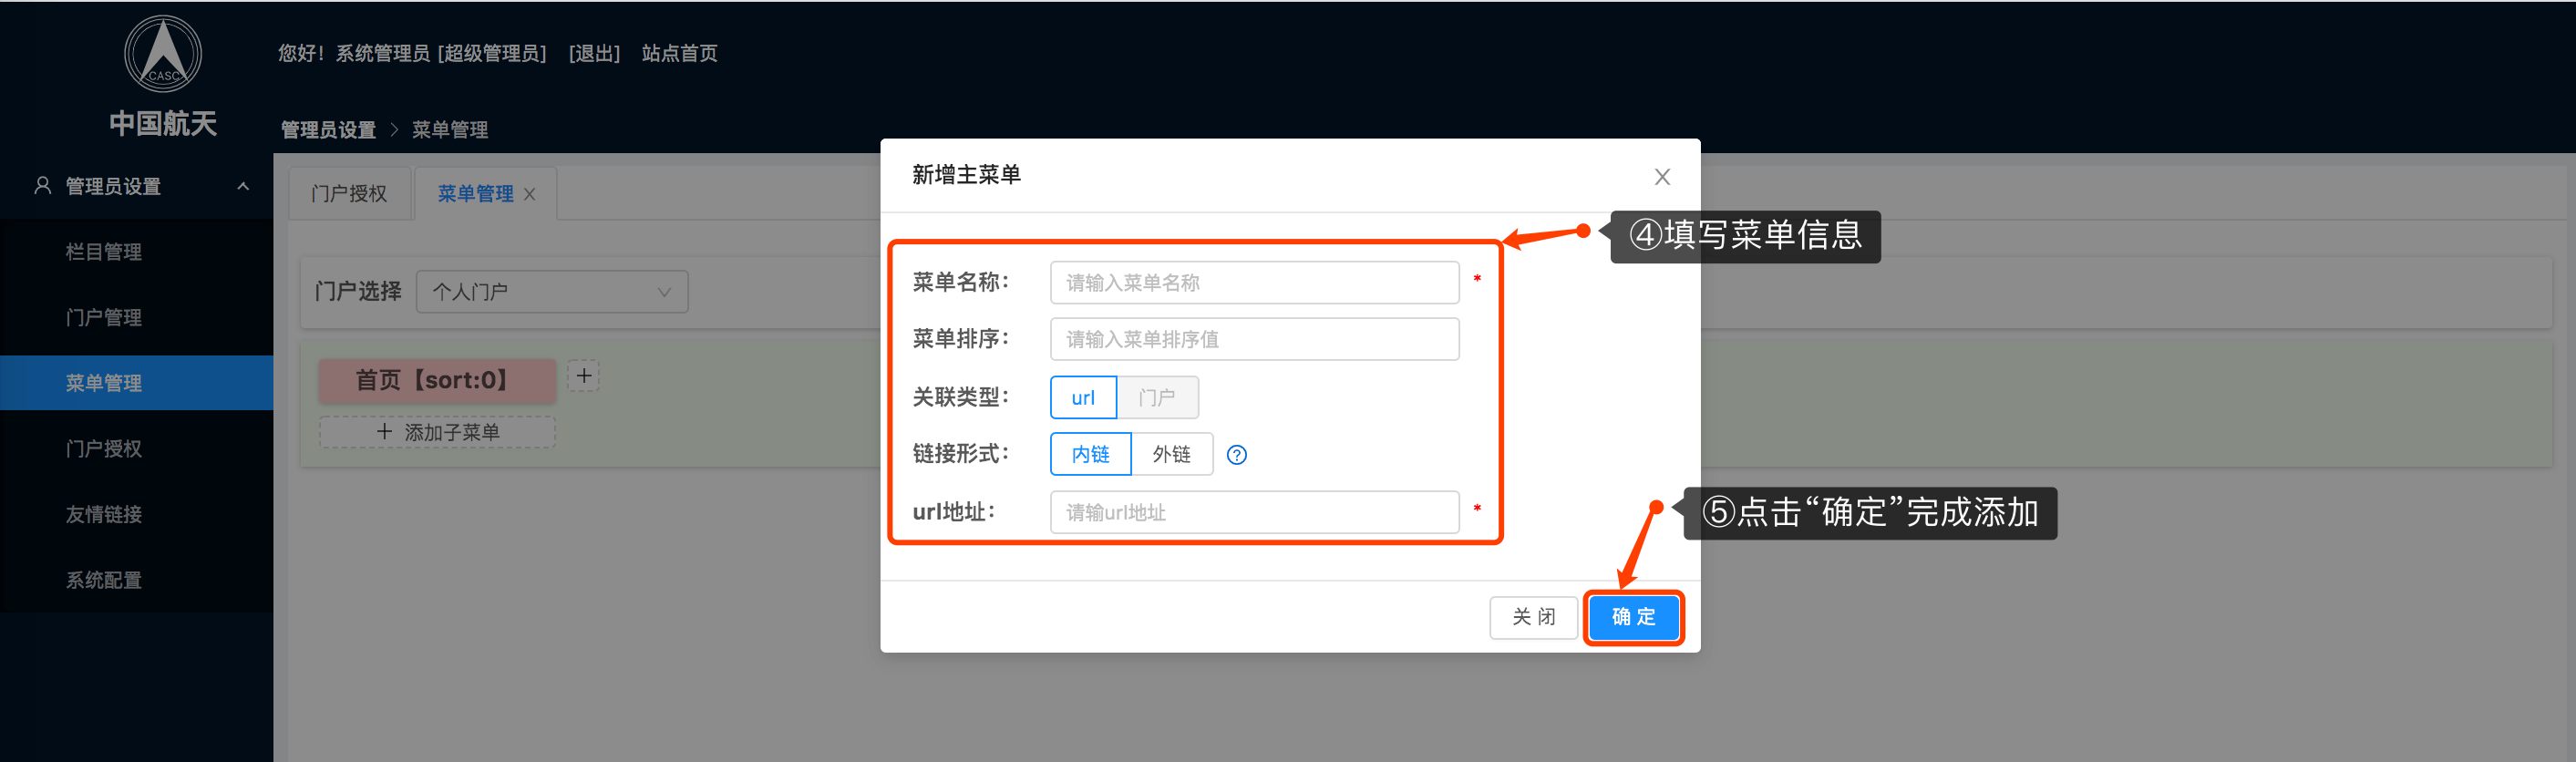 CASC
中国航天
您好！系统管理员 [超级管理员] [退出] 站点首页
管理员设置 > 菜单管理
管理员设置
栏目管理
门户管理
菜单管理
门户授权
友情链接
系统配置
门户授权 菜单管理 X
门户选择 个人门户
首页【sort:0】 +
+ 添加子菜单
新增主菜单 X
④填写菜单信息
菜单名称： 请输入菜单名称 *
菜单排序： 请输入菜单排序值
关联类型： url 门户
链接形式： 内链 外链 ?
url地址： 请输url地址 *
⑤点击“确定”完成添加
关 闭 确 定